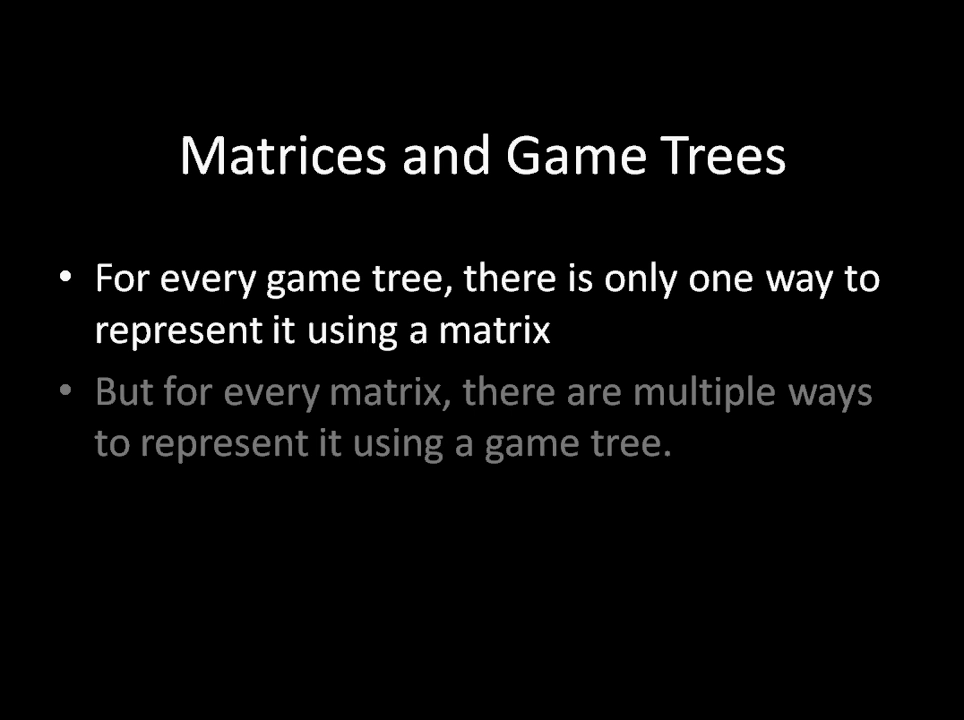 Matrices and Game Trees
• For every game tree, there is only one way to
represent it using a matrix
• But for every matrix, there are multiple ways
to represent it using a game tree.